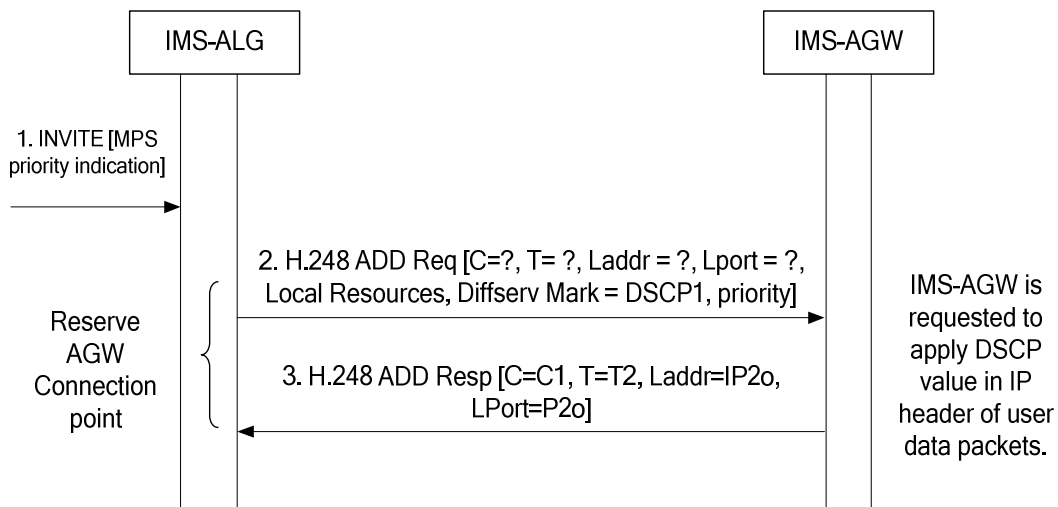 IMS-ALG
IMS-AGW
1. INVITE [MPS
priority indication]
2. H.248 ADD Req [C=?, T= ?, Laddr = ?, Lport = ?,
Local Resources, Diffserv Mark = DSCP1, priority]
Reserve
AGW
Connection
point
3. H.248 ADD Resp [C=C1, T=T2, Laddr=IP2o,
LPort=P2o]
IMS-AGW is
requested to
apply DSCP
value in IP
header of user
data packets.